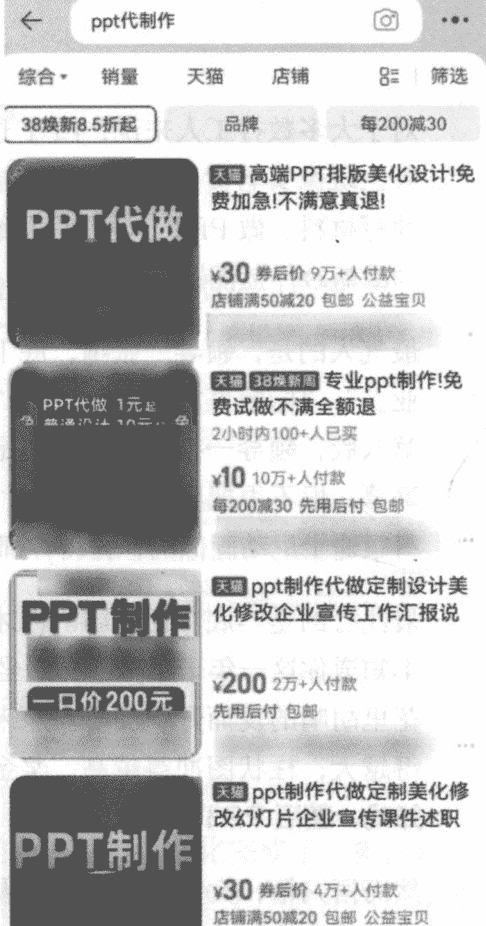 ppt代制作
综合 销量 天猫 店铺 筛选
38焕新8.5折起 品牌 每200减30
PPT代做
天猫 高端PPT排版美化设计!免
费加急!不满意真退!
¥30 券后价 9万+人付款
店铺满50减20 包邮 公益宝贝
PPT代做 1元起
普通设计 10元
天猫 38焕新周 专业ppt制作!免
费试做不满全额退
2小时内100+人已买
¥10 10万+人付款
每200减30 先用后付 包邮
PPT制作
一口价200元
天猫 ppt制作代做定制设计美
化修改企业宣传工作汇报说
¥200 2万+人付款
先用后付 包邮
PPT制作
天猫 ppt制作代做定制美化修
改幻灯片企业宣传课件述职
¥30 券后价 4万+人付款
店铺满50减20 包邮 公益宝贝